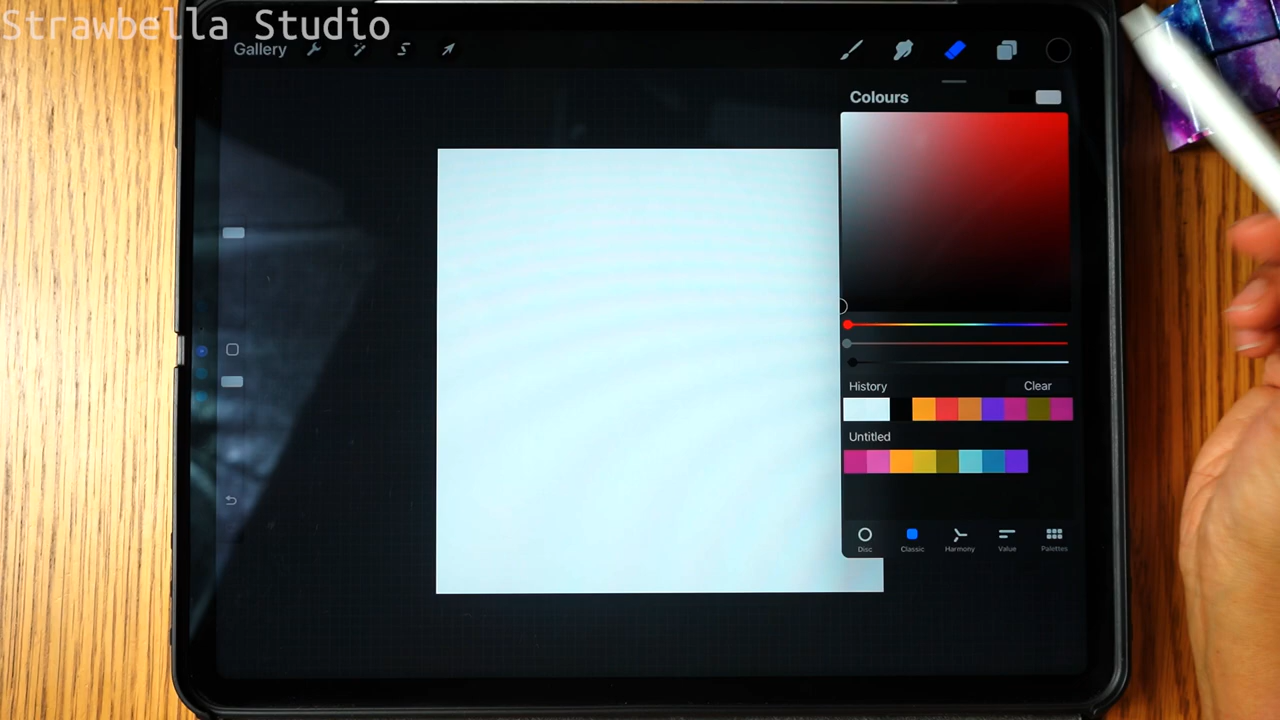 Strawbella Studio
Gallery
Colours
History
Clear
Untitled
Disc
Classic
Harmony
Value
Palettes